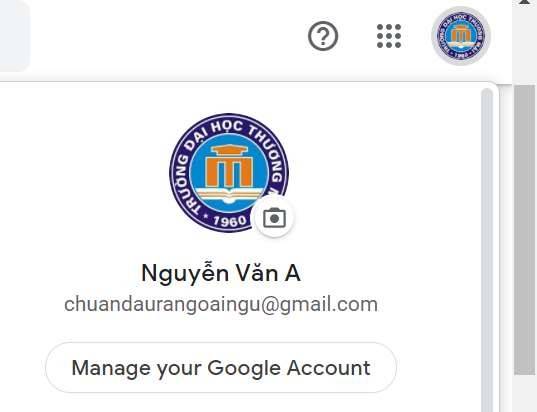 TRƯỜNG ĐẠI HỌC THƯƠNG
1960
Nguyễn Văn A
chuandaurangoaingu@gmail.com
Manage your Google Account